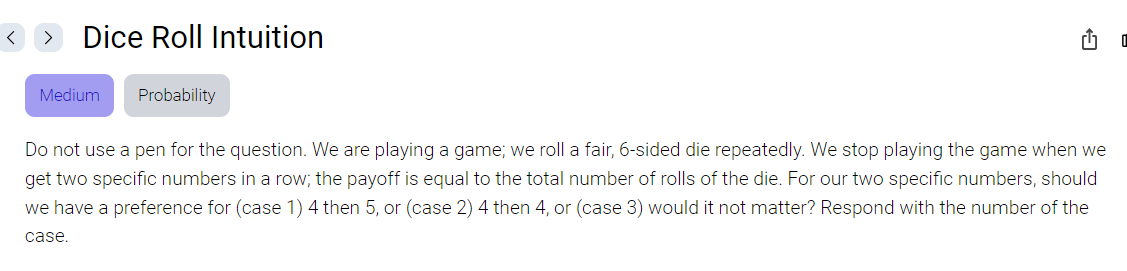 Dice Roll Intuition
Medium Probability
Do not use a pen for the question. We are playing a game; we roll a fair, 6-sided die repeatedly. We stop playing the game when we
get two specific numbers in a row; the payoff is equal to the total number of rolls of the die. For our two specific numbers, should
we have a preference for (case 1) 4 then 5, or (case 2) 4 then 4, or (case 3) would it not matter? Respond with the number of the
case.